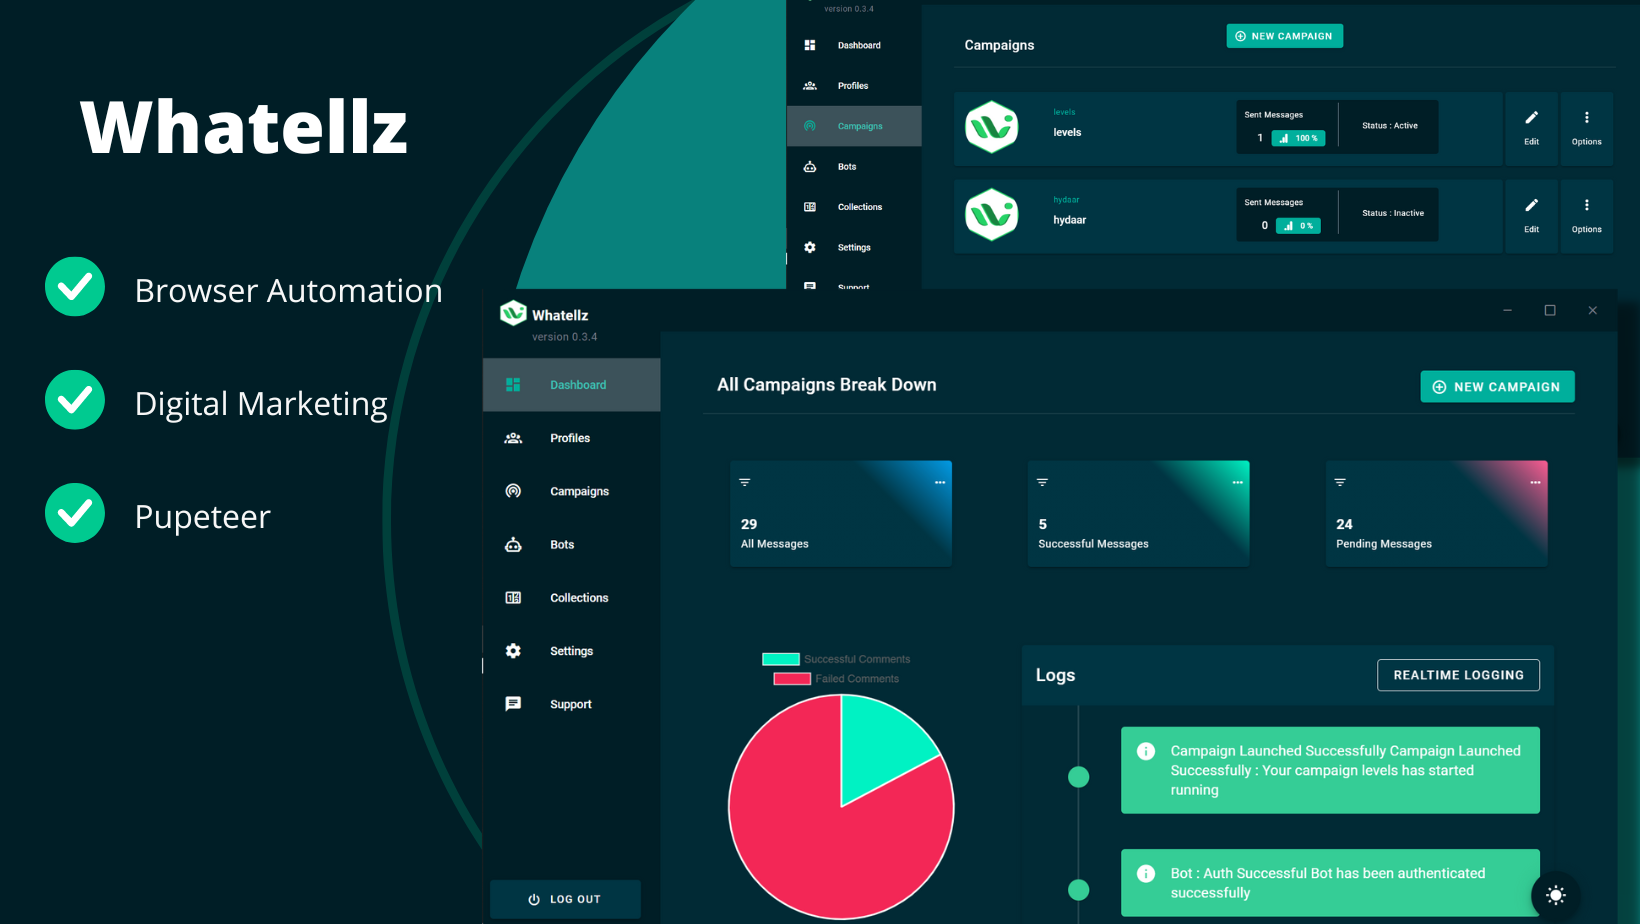 Whatellz
Browser Automation
Digital Marketing
Pupeteer
version 0.3.4
Dashboard
Profiles
Campaigns
Bots
Collections
Settings
Support
Campaigns
NEW CAMPAIGN
levels
levels
Sent Messages
1
100 %
Status : Active
Edit
Options
hydaar
hydaar
Sent Messages
0
0 %
Status : Inactive
Edit
Options
Whatellz
version 0.3.4
Dashboard
Profiles
Campaigns
Bots
Collections
Settings
Support
LOG OUT
All Campaigns Break Down
NEW CAMPAIGN
29
All Messages
5
Successful Messages
24
Pending Messages
Successful Comments
Failed Comments
Logs
REALTIME LOGGING
Campaign Launched Successfully Campaign Launched
Successfully : Your campaign levels has started
running
Bot : Auth Successful Bot has been authenticated
successfully